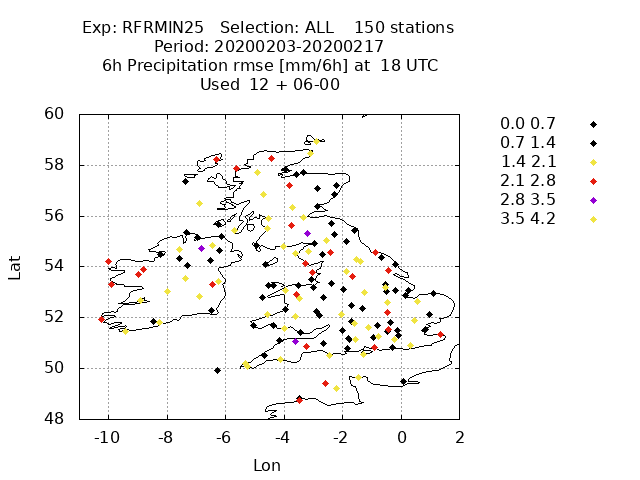 Exp: RFRMIN25 Selection: ALL 150 stations
Period: 20200203-20200217
6h Precipitation rmse [mm/6h] at 18 UTC
Used 12 + 06-00
60
58
56
54
52
50
48
Lat
-10 -8 -6 -4 -2 0 2
Lon
0.0 0.7
0.7 1.4
1.4 2.1
2.1 2.8
2.8 3.5
3.5 4.2